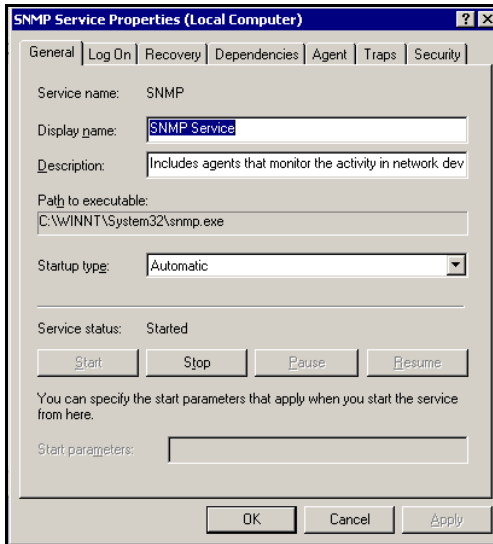 SNMP Service Properties (Local Computer)
General Log On Recovery Dependencies Agent Traps Security
Service name: SNMP
Display name: SNMP Service
Description: Includes agents that monitor the activity in network dev
Path to executable:
C:\WINNT\System32\snmp.exe
Startup type: Automatic
Service status: Started
Start Stop Pause Resume
You can specify the start parameters that apply when you start the service
from here.
Start parameters:
OK Cancel Apply